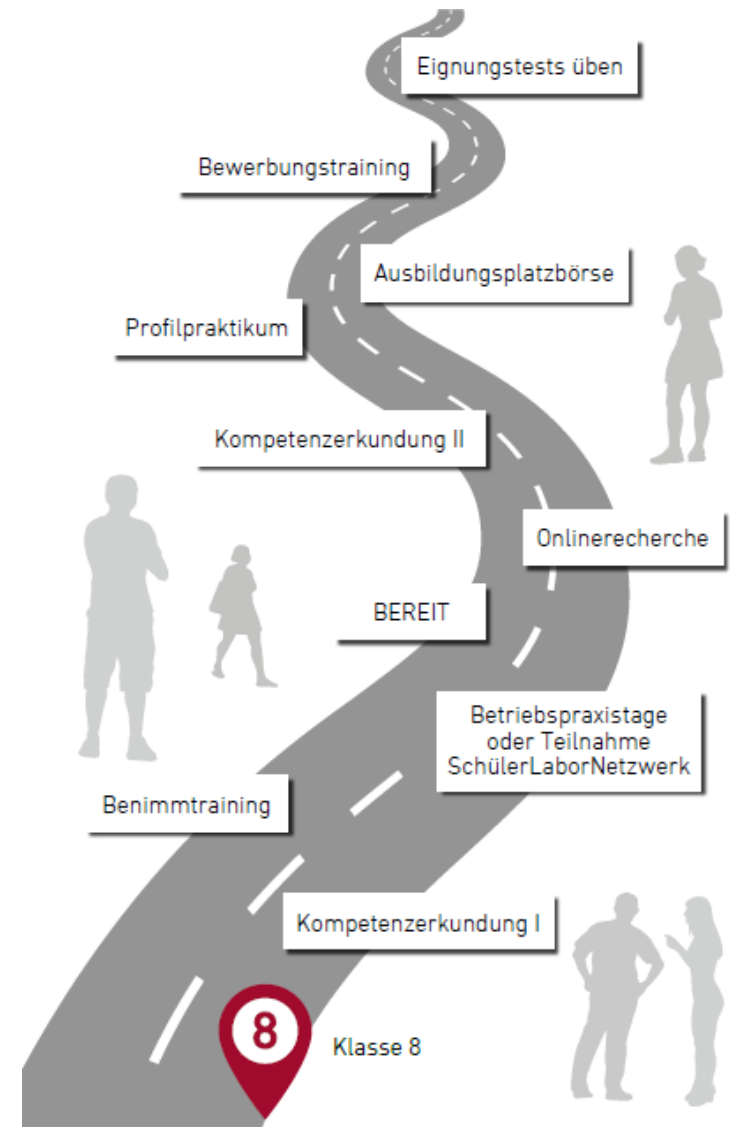 Eignungstests üben
Bewerbungstraining
Ausbildungsplatzbörse
Profilpraktikum
Kompetenzerkundung II
Onlinerecherche
BEREIT
Betriebspraxistage
oder Teilnahme
SchülerLaborNetzwerk
Benimmtraining
Kompetenzerkundung I
8
Klasse 8